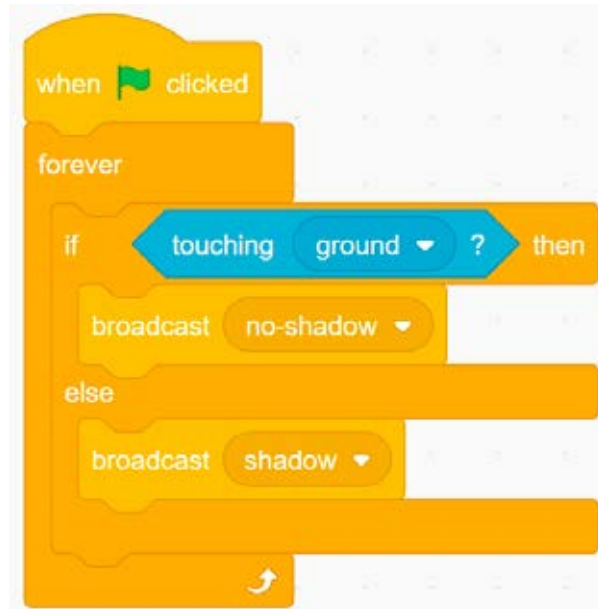 when clicked
forever
if touching ground ? then
broadcast no-shadow
else
broadcast shadow